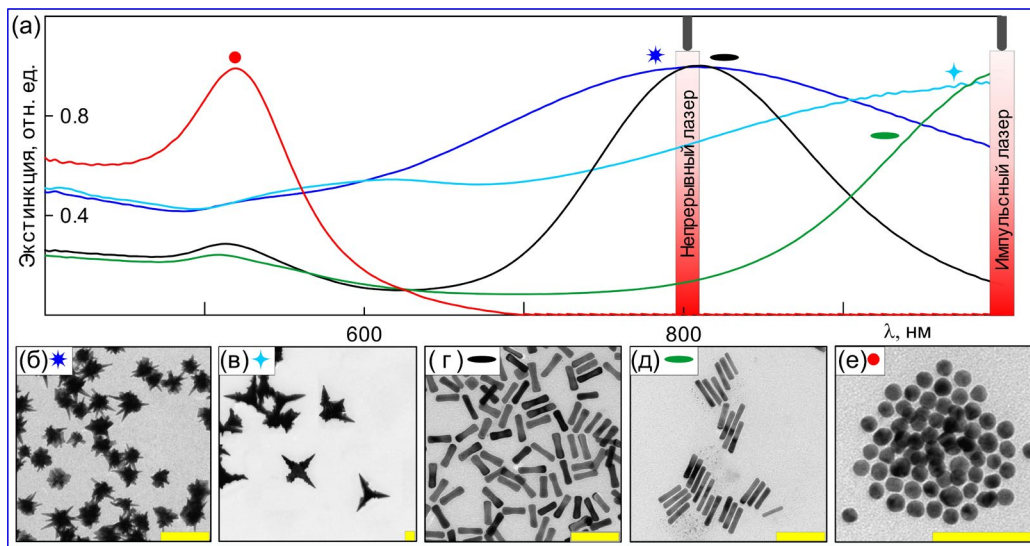 (а)
Экстинкция, отн. ед.
0.8
0.4
Непрерывный лазер
Импульсный лазер
600
800
λ, нм
(б)
(в)
(г)
(д)
(е)